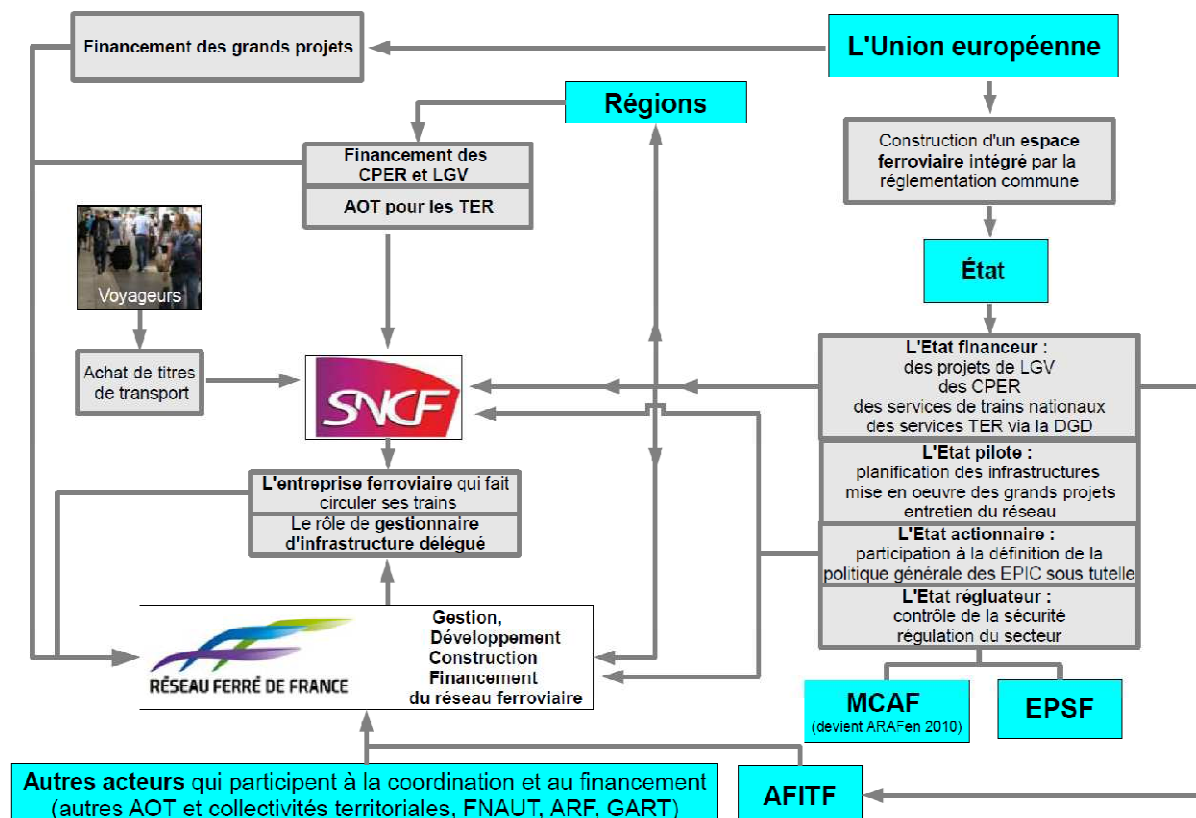 Financement des grands projets
L'Union européenne
Régions
Construction d'un espace
ferroviaire intégré par la
réglementation commune
Financement des
CPER et LGV
AOT pour les TER
Voyageurs
État
Achat de titres
de transport
SNCF
L'Etat financeur :
des projets de LGV
des CPER
des services de trains nationaux
des services TER via la DGD
L'Etat pilote :
planification des infrastructures
mise en oeuvre des grands projets
entretien du réseau
L'Etat actionnaire :
participation à la définition de la
politique générale des EPIC sous tutelle
L'Etat régluateur :
contrôle de la sécurité
régulation du secteur
L'entreprise ferroviaire qui fait
circuler ses trains
Le rôle de gestionnaire
d'infrastructure délégué
RÉSEAU FERRÉ DE FRANCE
Gestion,
Développement
Construction
Financement
du réseau ferroviaire
MCAF
(devient ARAFen 2010)
EPSF
Autres acteurs qui participent à la coordination et au financement
(autres AOT et collectivités territoriales, FNAUT, ARF, GART)
AFITF